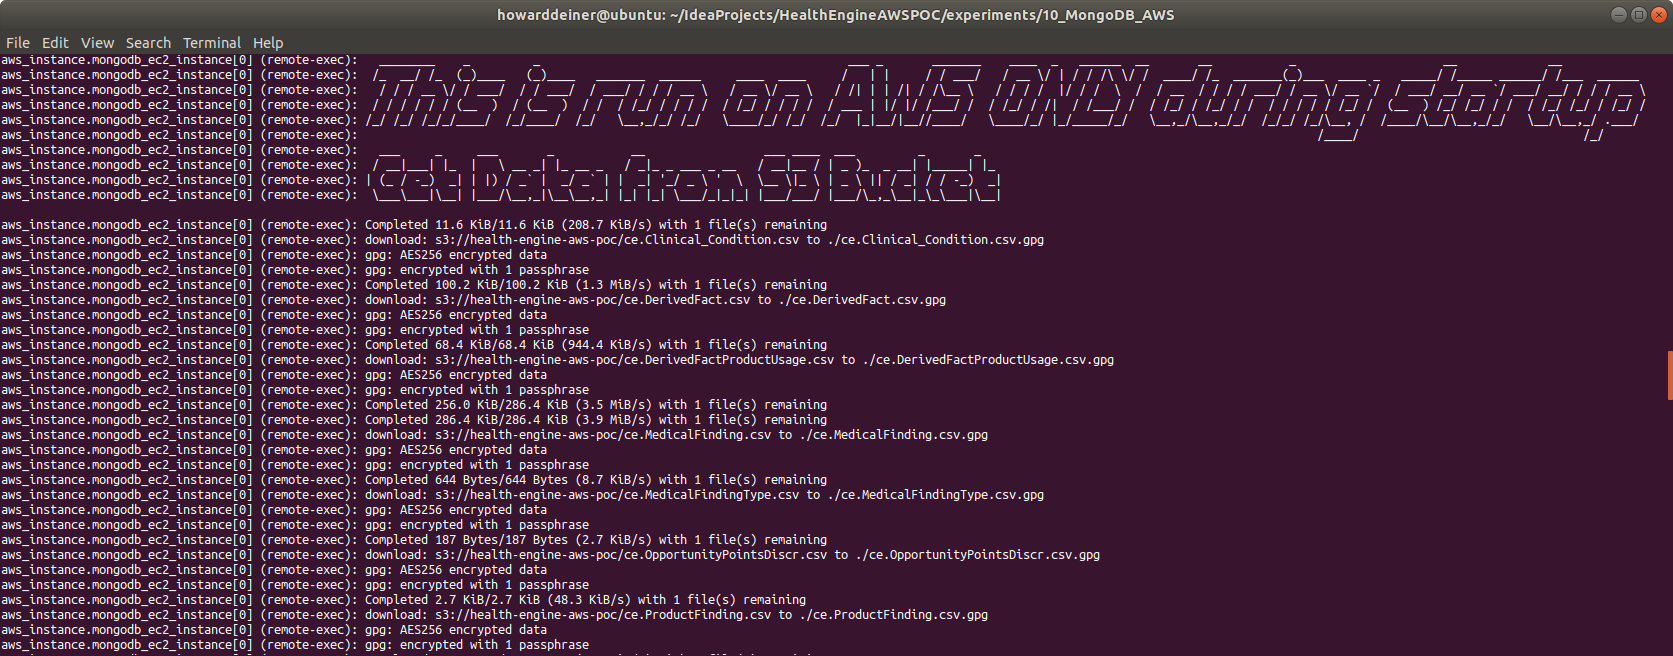 howarddeiner@ubuntu: ~/IdeaProjects/HealthEngineAWSPOC/experiments/10_MongoDB_AWS
File Edit View Search Terminal Help
aws_instance.mongodb_ec2_instance[0] (remote-exec):
aws_instance.mongodb_ec2_instance[0] (remote-exec):
aws_instance.mongodb_ec2_instance[0] (remote-exec): This is run on AWS ONLY during startup
aws_instance.mongodb_ec2_instance[0] (remote-exec):
aws_instance.mongodb_ec2_instance[0] (remote-exec):
aws_instance.mongodb_ec2_instance[0] (remote-exec):
aws_instance.mongodb_ec2_instance[0] (remote-exec):
aws_instance.mongodb_ec2_instance[0] (remote-exec): Get Data from S3 Bucket
aws_instance.mongodb_ec2_instance[0] (remote-exec):
aws_instance.mongodb_ec2_instance[0] (remote-exec):
aws_instance.mongodb_ec2_instance[0] (remote-exec): Completed 11.6 KiB/11.6 KiB (208.7 KiB/s) with 1 file(s) remaining
aws_instance.mongodb_ec2_instance[0] (remote-exec): download: s3://health-engine-aws-poc/ce.Clinical_Condition.csv to ./ce.Clinical_Condition.csv.gpg
aws_instance.mongodb_ec2_instance[0] (remote-exec): gpg: AES256 encrypted data
aws_instance.mongodb_ec2_instance[0] (remote-exec): gpg: encrypted with 1 passphrase
aws_instance.mongodb_ec2_instance[0] (remote-exec): Completed 100.2 KiB/100.2 KiB (1.3 MiB/s) with 1 file(s) remaining
aws_instance.mongodb_ec2_instance[0] (remote-exec): download: s3://health-engine-aws-poc/ce.DerivedFact.csv to ./ce.DerivedFact.csv.gpg
aws_instance.mongodb_ec2_instance[0] (remote-exec): gpg: AES256 encrypted data
aws_instance.mongodb_ec2_instance[0] (remote-exec): gpg: encrypted with 1 passphrase
aws_instance.mongodb_ec2_instance[0] (remote-exec): Completed 68.4 KiB/68.4 KiB (944.4 KiB/s) with 1 file(s) remaining
aws_instance.mongodb_ec2_instance[0] (remote-exec): download: s3://health-engine-aws-poc/ce.DerivedFactProductUsage.csv to ./ce.DerivedFactProductUsage.csv.gpg
aws_instance.mongodb_ec2_instance[0] (remote-exec): gpg: AES256 encrypted data
aws_instance.mongodb_ec2_instance[0] (remote-exec): gpg: encrypted with 1 passphrase
aws_instance.mongodb_ec2_instance[0] (remote-exec): Completed 256.0 KiB/286.4 KiB (3.5 MiB/s) with 1 file(s) remaining
aws_instance.mongodb_ec2_instance[0] (remote-exec): Completed 286.4 KiB/286.4 KiB (3.9 MiB/s) with 1 file(s) remaining
aws_instance.mongodb_ec2_instance[0] (remote-exec): download: s3://health-engine-aws-poc/ce.MedicalFinding.csv to ./ce.MedicalFinding.csv.gpg
aws_instance.mongodb_ec2_instance[0] (remote-exec): gpg: AES256 encrypted data
aws_instance.mongodb_ec2_instance[0] (remote-exec): gpg: encrypted with 1 passphrase
aws_instance.mongodb_ec2_instance[0] (remote-exec): Completed 644 Bytes/644 Bytes (8.7 KiB/s) with 1 file(s) remaining
aws_instance.mongodb_ec2_instance[0] (remote-exec): download: s3://health-engine-aws-poc/ce.MedicalFindingType.csv to ./ce.MedicalFindingType.csv.gpg
aws_instance.mongodb_ec2_instance[0] (remote-exec): gpg: AES256 encrypted data
aws_instance.mongodb_ec2_instance[0] (remote-exec): gpg: encrypted with 1 passphrase
aws_instance.mongodb_ec2_instance[0] (remote-exec): Completed 187 Bytes/187 Bytes (2.7 KiB/s) with 1 file(s) remaining
aws_instance.mongodb_ec2_instance[0] (remote-exec): download: s3://health-engine-aws-poc/ce.OpportunityPointsDiscr.csv to ./ce.OpportunityPointsDiscr.csv.gpg
aws_instance.mongodb_ec2_instance[0] (remote-exec): gpg: AES256 encrypted data
aws_instance.mongodb_ec2_instance[0] (remote-exec): gpg: encrypted with 1 passphrase
aws_instance.mongodb_ec2_instance[0] (remote-exec): Completed 2.7 KiB/2.7 KiB (48.3 KiB/s) with 1 file(s) remaining
aws_instance.mongodb_ec2_instance[0] (remote-exec): download: s3://health-engine-aws-poc/ce.ProductFinding.csv to ./ce.ProductFinding.csv.gpg
aws_instance.mongodb_ec2_instance[0] (remote-exec): gpg: AES256 encrypted data
aws_instance.mongodb_ec2_instance[0] (remote-exec): gpg: encrypted with 1 passphrase